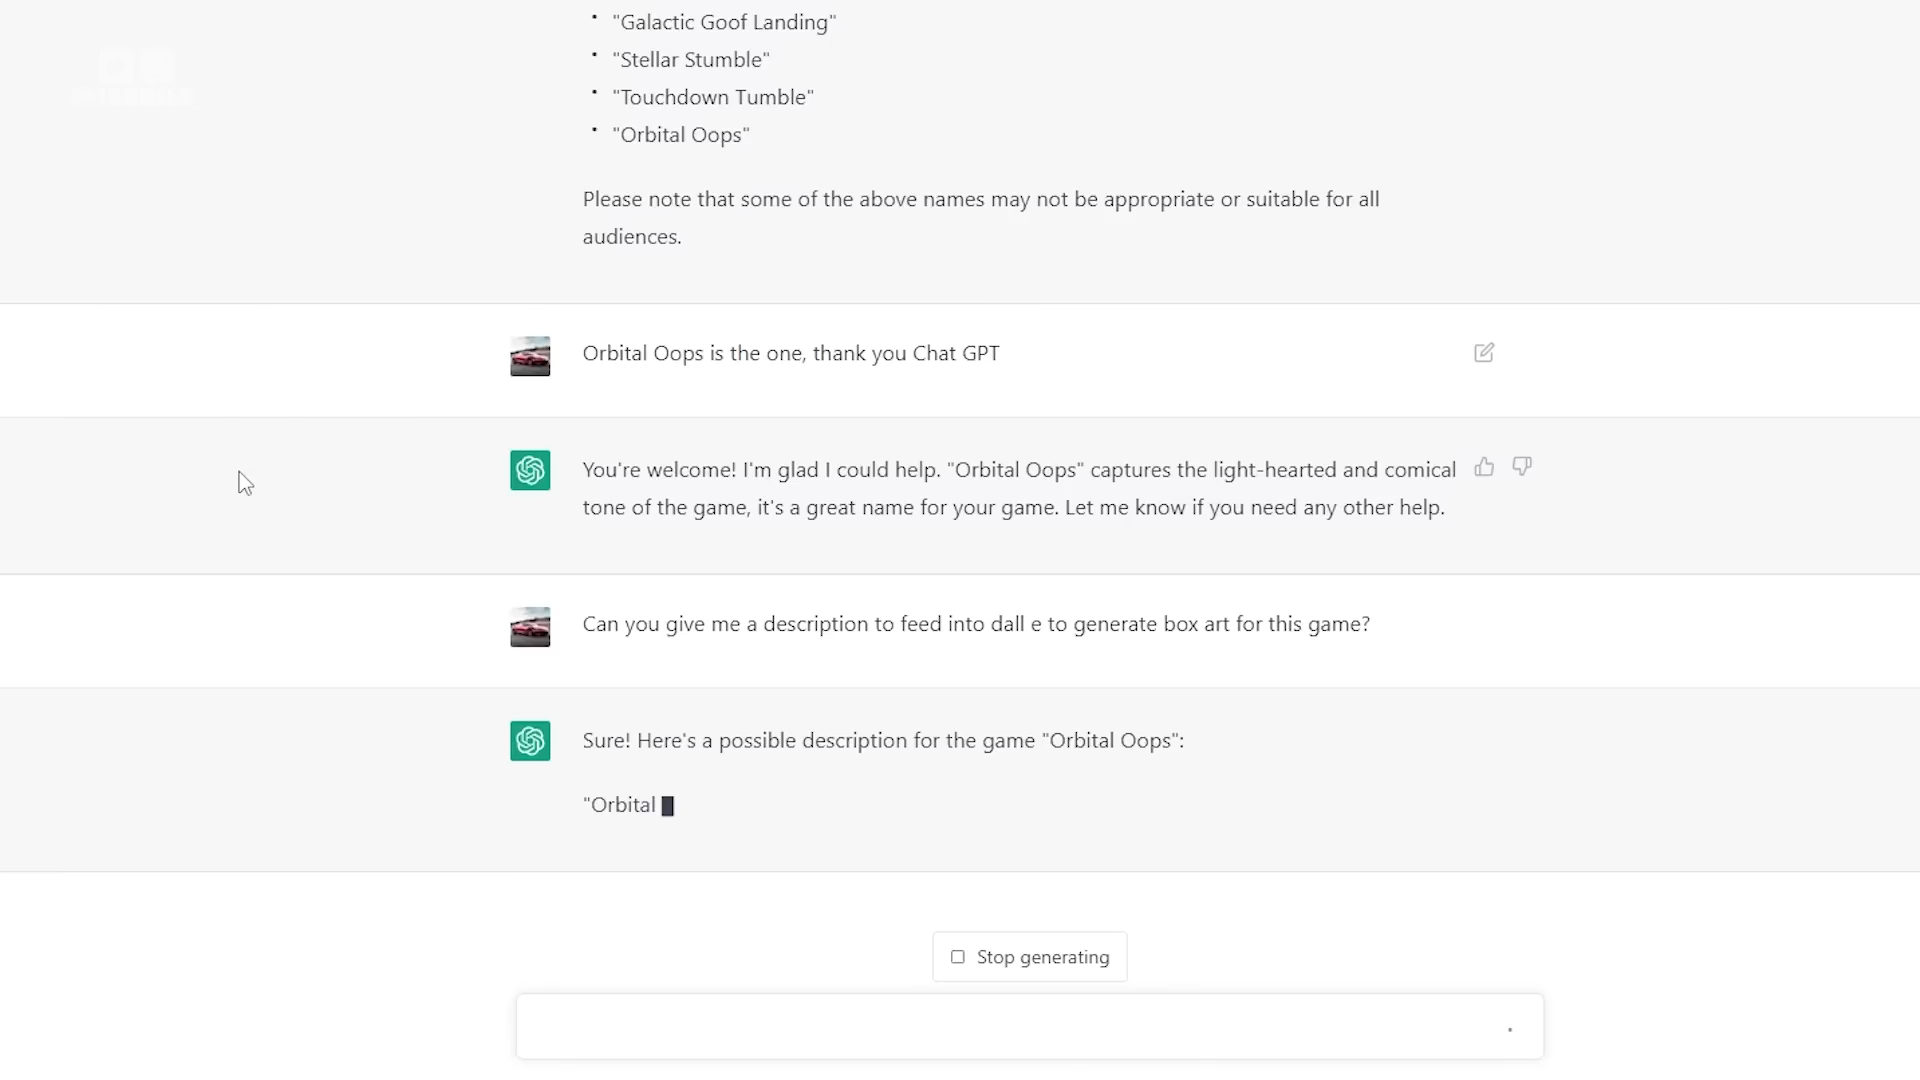 "Galactic Goof Landing"
"Stellar Stumble"
"Touchdown Tumble"
"Orbital Oops"
Please note that some of the above names may not be appropriate or suitable for all
audiences.
Orbital Oops is the one, thank you Chat GPT
You're welcome! I'm glad I could help. "Orbital Oops" captures the light-hearted and comical
tone of the game, it's a great name for your game. Let me know if you need any other help.
Can you give me a description to feed into dall e to generate box art for this game?
Sure! Here's a possible description for the game "Orbital Oops":
"Orbital
Stop generating